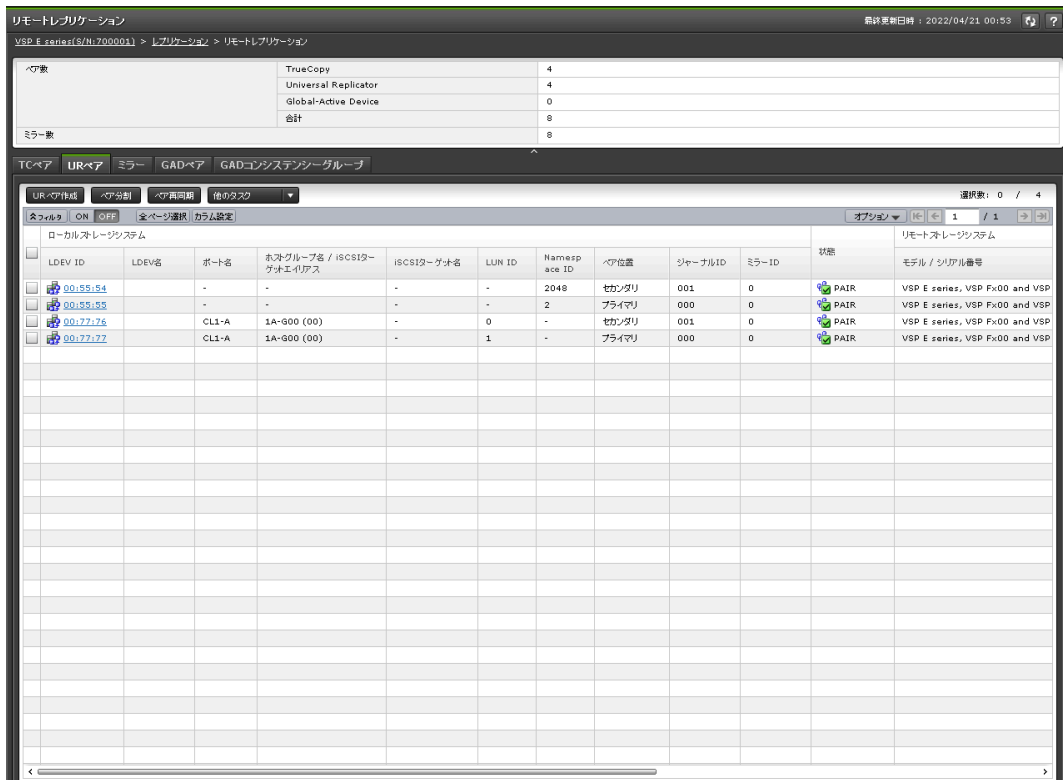 リモートレプリケーション 最終更新日時 : 2022/04/21 00:53 ?
VSP E series(S/N:700001) > レプリケーション > リモートレプリケーション
ペア数 TrueCopy 4
Universal Replicator 4
Global-Active Device 0
合計 8
ミラー数 8
TCペア URペア ミラー GADペア GADコンシステンシーグループ
URペア作成 ペア分割 ペア再同期 他のタスク 選択数: 0 / 4
フィルタ ON OFF 全ページ選択 カラム設定 オプション 1 / 1
ローカルストレージシステム 状態 リモートストレージシステム
LDEV ID LDEV名 ポート名 ホストグループ名 / iSCSIターゲットエイリアス iSCSIターゲット名 LUN ID Namespace ID ペア位置 ジャーナルID ミラーID モデル / シリアル番号
00:55:54 - - - - 2048 セカンダリ 001 0 PAIR VSP E series, VSP Fx00 and VSP
00:55:55 - - - - 2 プライマリ 000 0 PAIR VSP E series, VSP Fx00 and VSP
00:77:76 CL1-A 1A-G00 (00) - 0 - セカンダリ 001 0 PAIR VSP E series, VSP Fx00 and VSP
00:77:77 CL1-A 1A-G00 (00) - 1 - プライマリ 000 0 PAIR VSP E series, VSP Fx00 and VSP